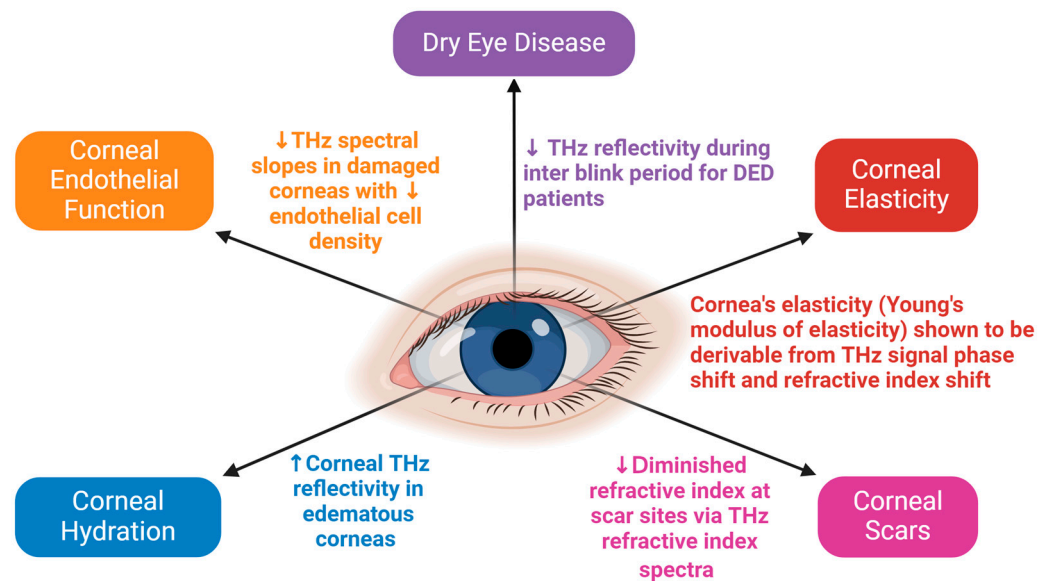 Dry Eye Disease
Corneal
Endothelial
Function
↓THz spectral
slopes in damaged
corneas with ↓
endothelial cell
density
↓ THz reflectivity during
inter blink period for DED
patients
Corneal
Elasticity
Cornea's elasticity (Young's
modulus of elasticity) shown to be
derivable from THz signal phase
shift and refractive index shift
Corneal
Hydration
↑Corneal THz
reflectivity in
edematous
corneas
↓Diminished
refractive index at
scar sites via THz
refractive index
spectra
Corneal
Scars